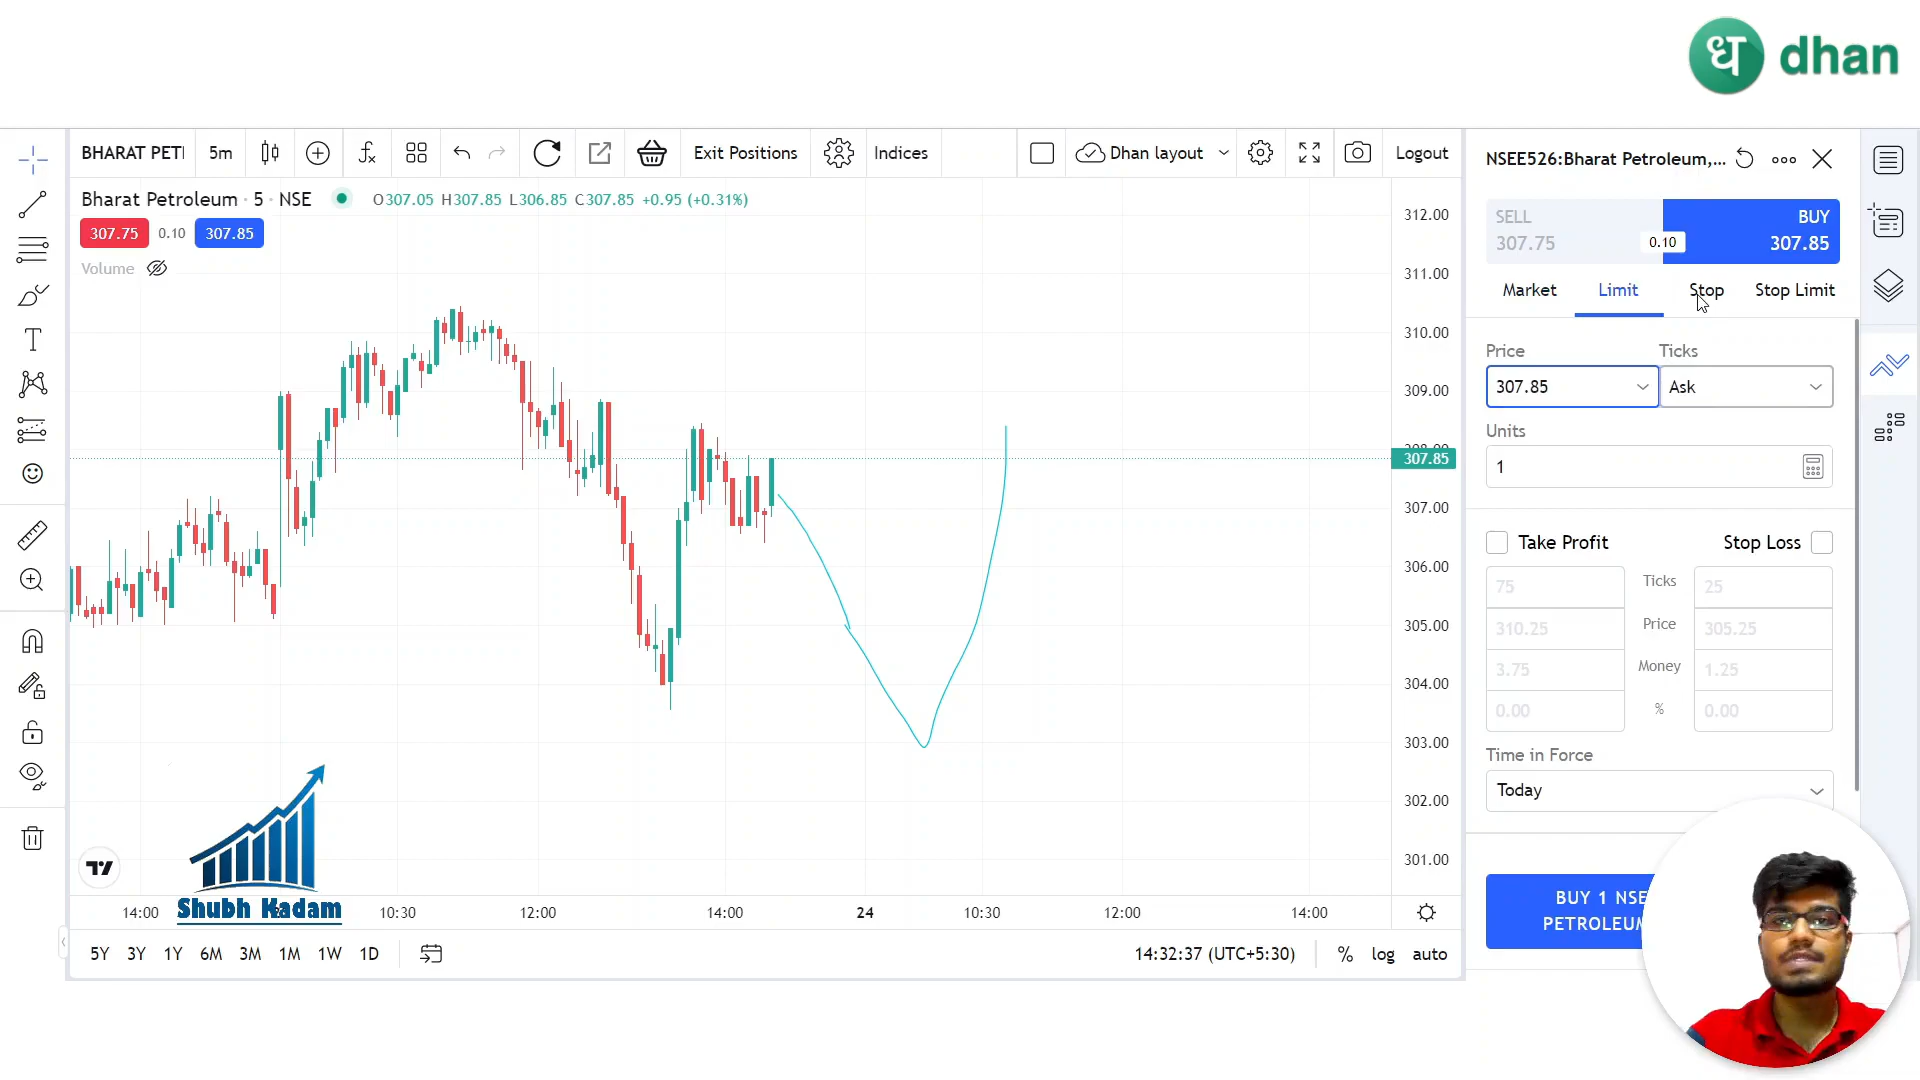 ध dhan
BHARAT PETI 5m Exit Positions Indices Dhan layout Logout
Bharat Petroleum · 5 · NSE O307.05 H307.85 L306.85 C307.85 +0.95 (+0.31%)
307.75 0.10 307.85
Volume
312.00
311.00
310.00
309.00
308.00
307.85
307.00
306.00
305.00
304.00
303.00
302.00
301.00
Shubh Kadam
14:00 10:30 12:00 14:00 24 10:30 12:00 14:00
5Y 3Y 1Y 6M 3M 1M 1W 1D 14:32:37 (UTC+5:30) % log auto
NSEE526:Bharat Petroleum,...
SELL BUY
307.75 0.10 307.85
Market Limit Stop Stop Limit
Price Ticks
307.85 Ask
Units
1
Take Profit Stop Loss
75 Ticks 25
310.25 Price 305.25
3.75 Money 1.25
0.00 % 0.00
Time in Force
Today
BUY 1 NSE
PETROLEUM